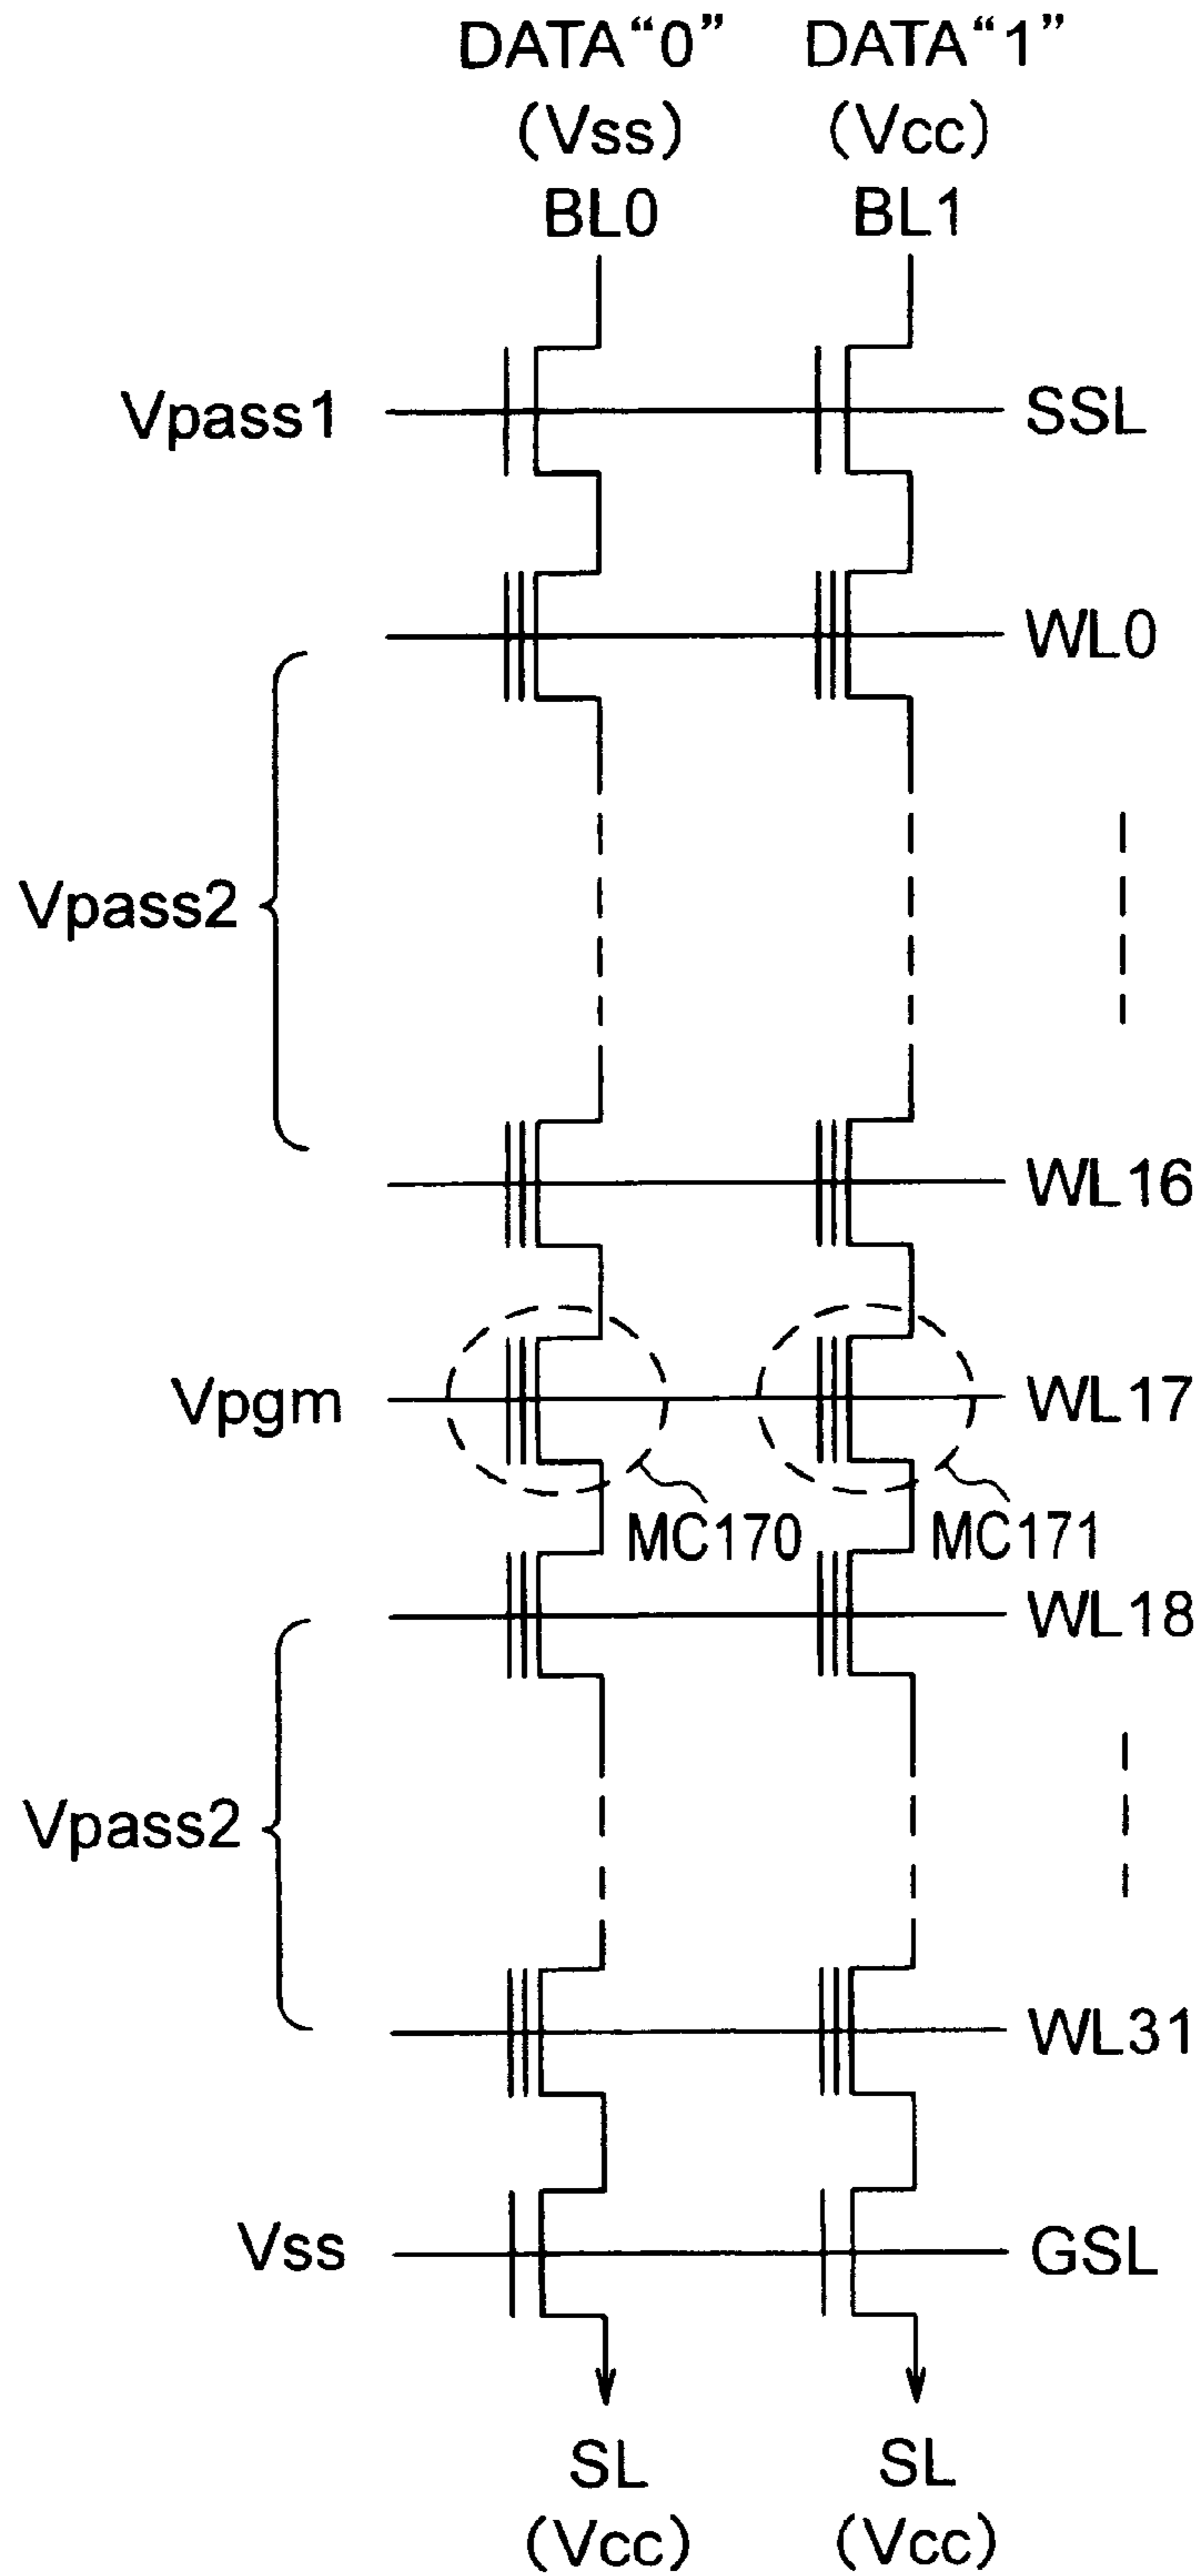 DATA“0” DATA“1”
(Vss) (Vcc)
BL0 BL1
Vpass1 SSL
WL0
Vpass2
WL16
Vpgm WL17
MC170 MC171
WL18
Vpass2
WL31
Vss GSL
SL SL
(Vcc) (Vcc)